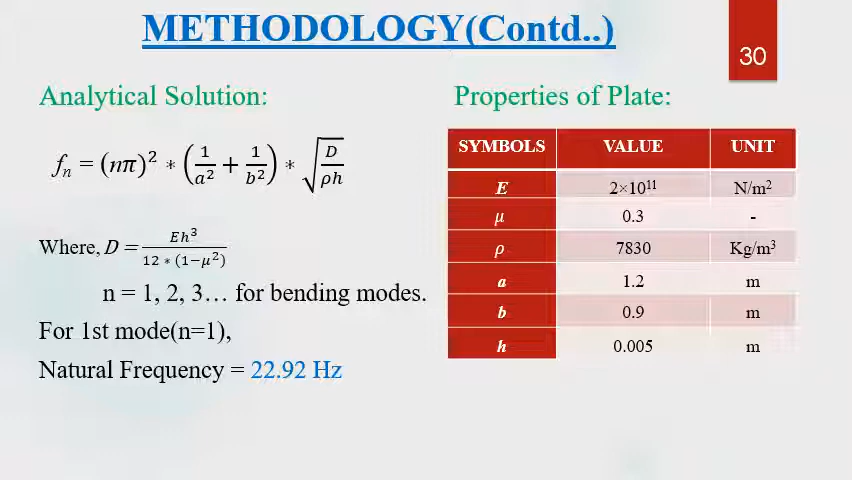 METHODOLOGY(Contd..)
30
Analytical Solution:
fₙ = (nπ)² * (1/a² + 1/b²) * √(D/ρh)
Where, D = Eh³/12 * (1−μ²)
n = 1, 2, 3… for bending modes.
For 1st mode(n=1),
Natural Frequency = 22.92 Hz
Properties of Plate:
SYMBOLS VALUE UNIT
E 2×10¹¹ N/m²
μ 0.3 -
ρ 7830 Kg/m³
a 1.2 m
b 0.9 m
h 0.005 m